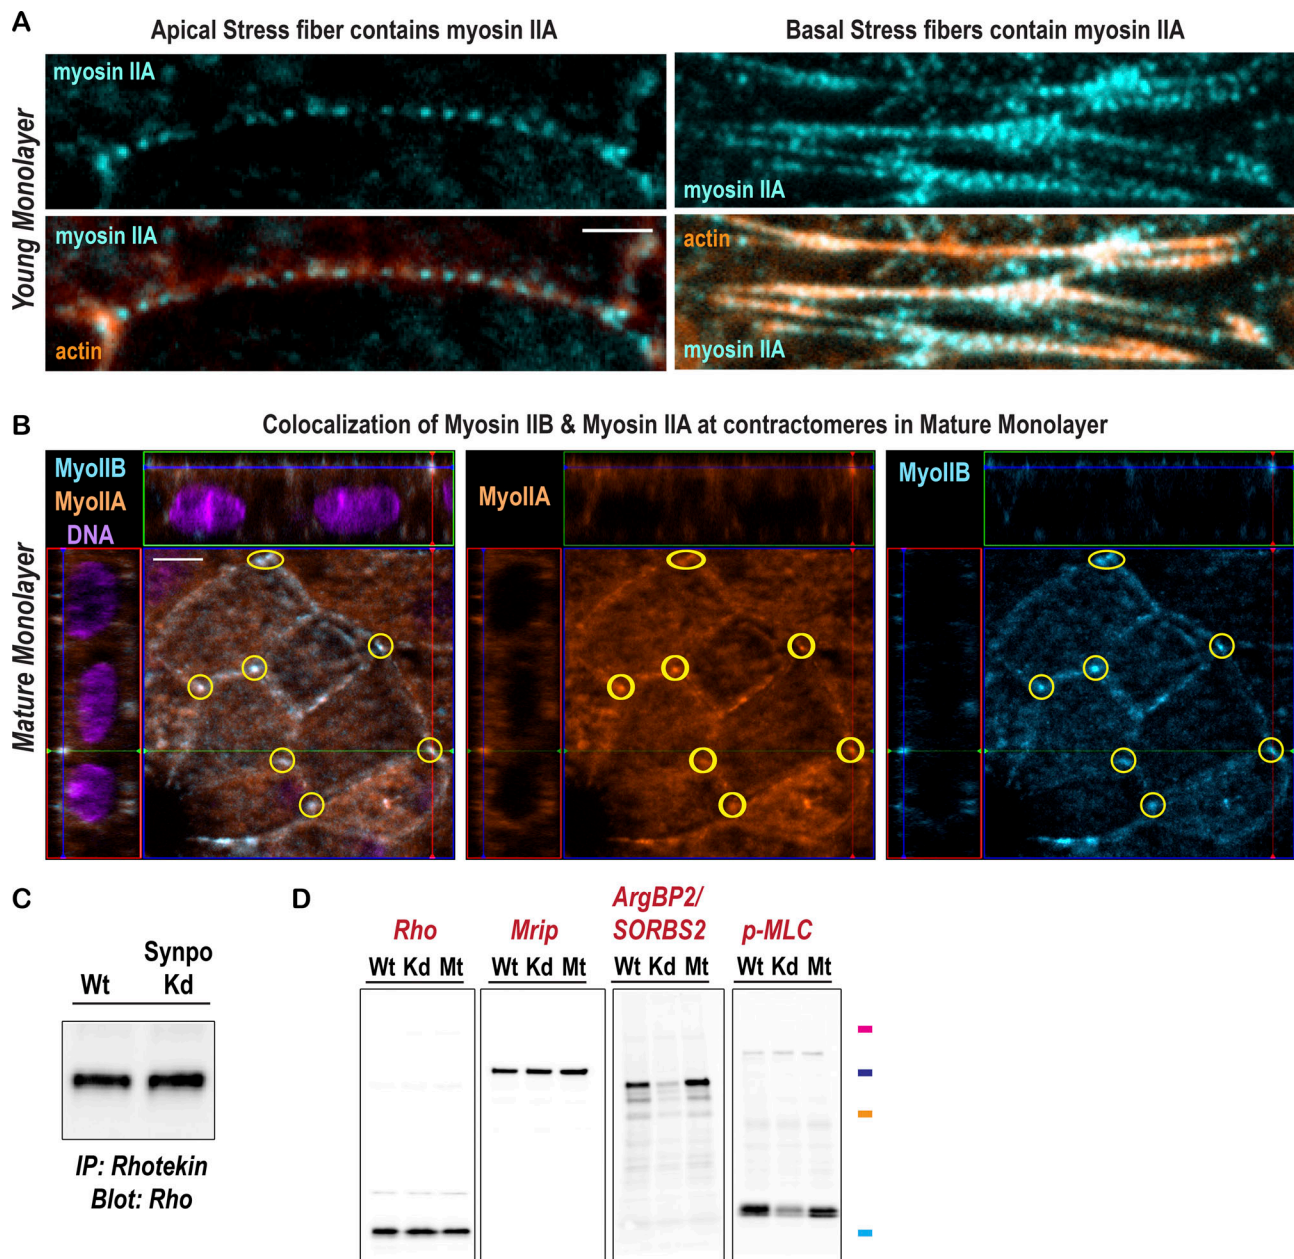 A
Apical Stress fiber contains myosin IIA
Basal Stress fibers contain myosin IIA
Young Monolayer
myosin IIA
myosin IIA
myosin IIA
actin
actin
myosin IIA
B
Colocalization of Myosin IIB & Myosin IIA at contractomeres in Mature Monolayer
Mature Monolayer
MyoIIB
MyoIIA
DNA
MyoIIA
MyoIIB
C
Wt
Synpo
Kd
IP: Rhotekin
Blot: Rho
D
Rho
Mrip
ArgBP2/
SORBS2
p-MLC
Wt Kd Mt
Wt Kd Mt
Wt Kd Mt
Wt Kd Mt